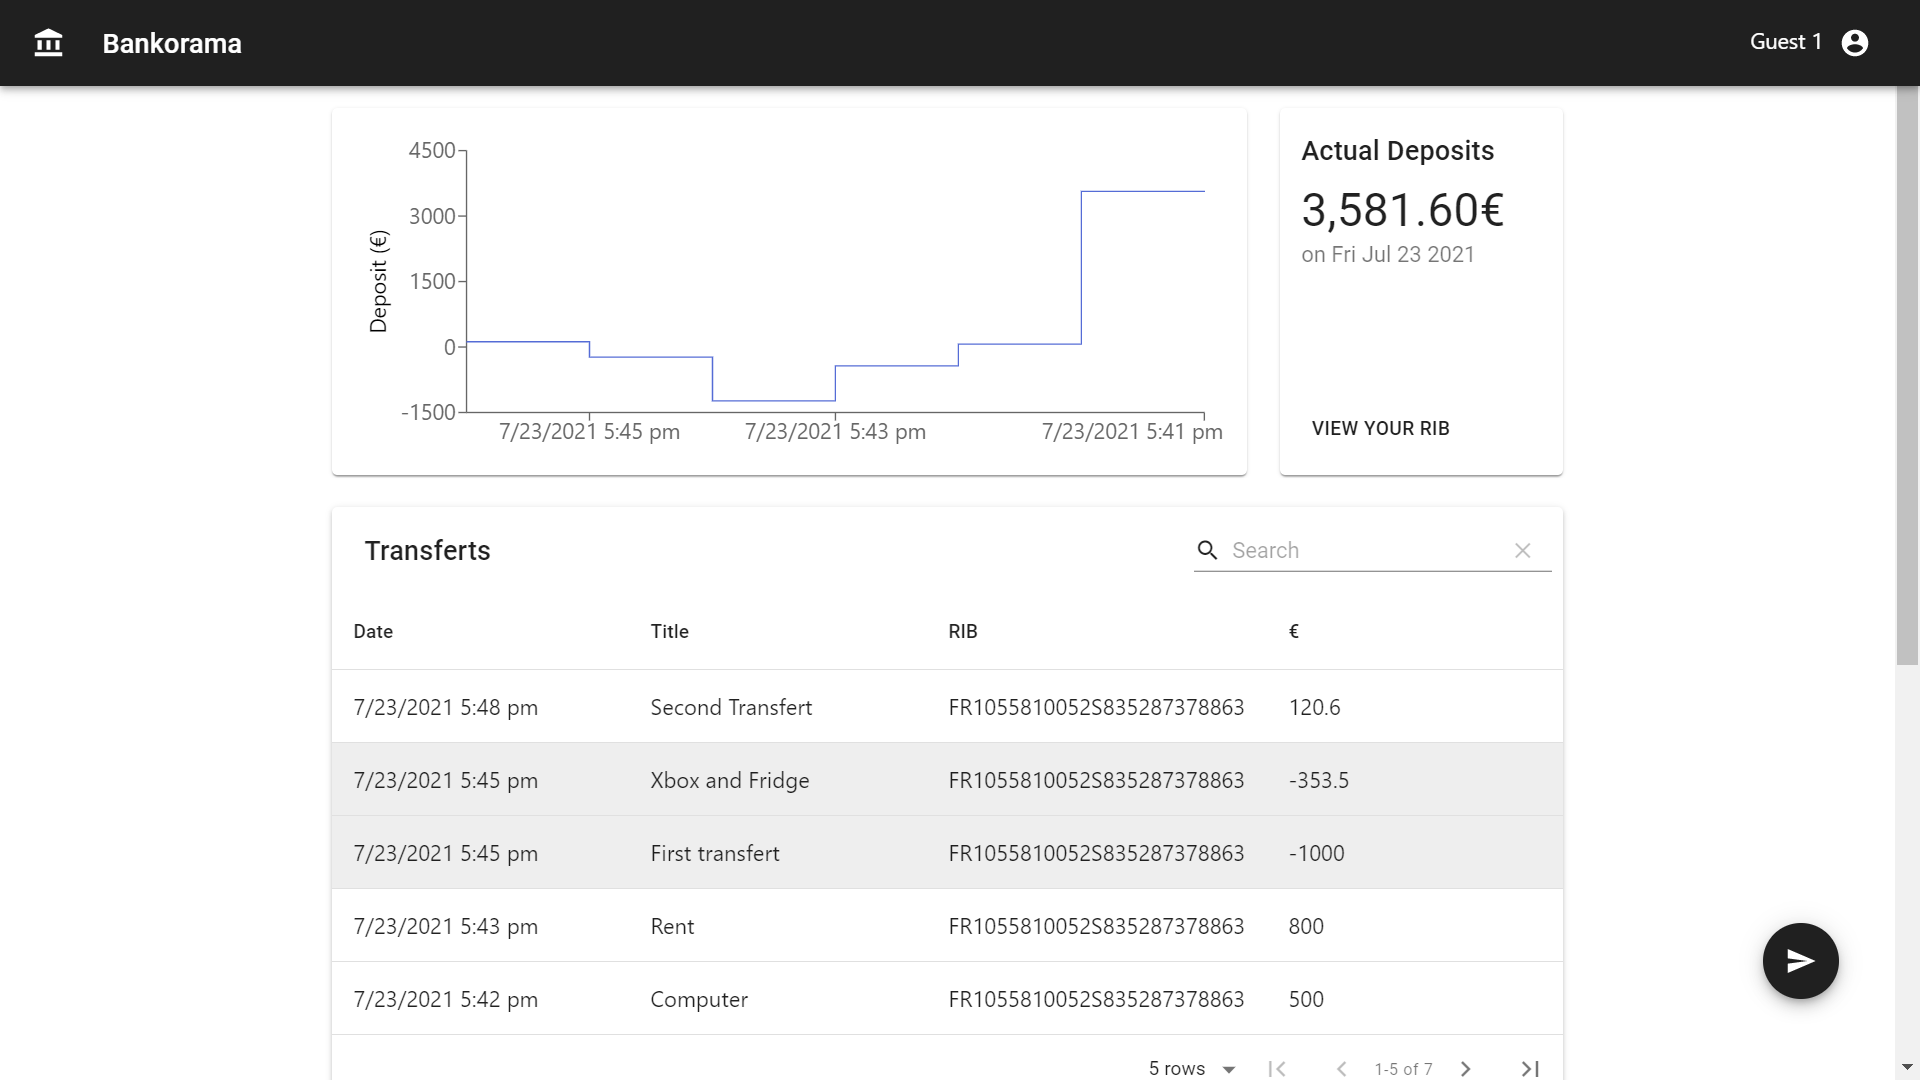 Bankorama
Guest 1
4500
3000
1500
0
-1500
Deposit (€)
7/23/2021 5:45 pm
7/23/2021 5:43 pm
7/23/2021 5:41 pm
Actual Deposits
3,581.60€
on Fri Jul 23 2021
VIEW YOUR RIB
Transferts
Search
Date Title RIB €
7/23/2021 5:48 pm Second Transfert FR1055810052S835287378863 120.6
7/23/2021 5:45 pm Xbox and Fridge FR1055810052S835287378863 -353.5
7/23/2021 5:45 pm First transfert FR1055810052S835287378863 -1000
7/23/2021 5:43 pm Rent FR1055810052S835287378863 800
7/23/2021 5:42 pm Computer FR1055810052S835287378863 500
5 rows 1-5 of 7